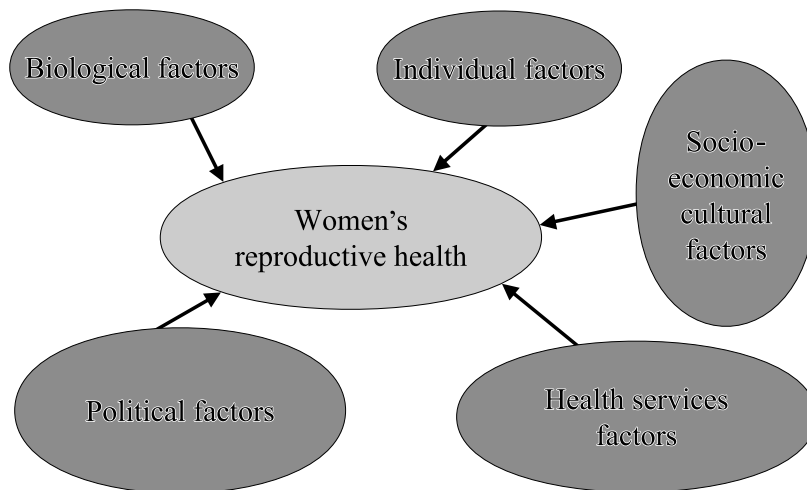 Biological factors
Individual factors
Socio-
economic
cultural
factors
Women's
reproductive health
Political factors
Health services
factors